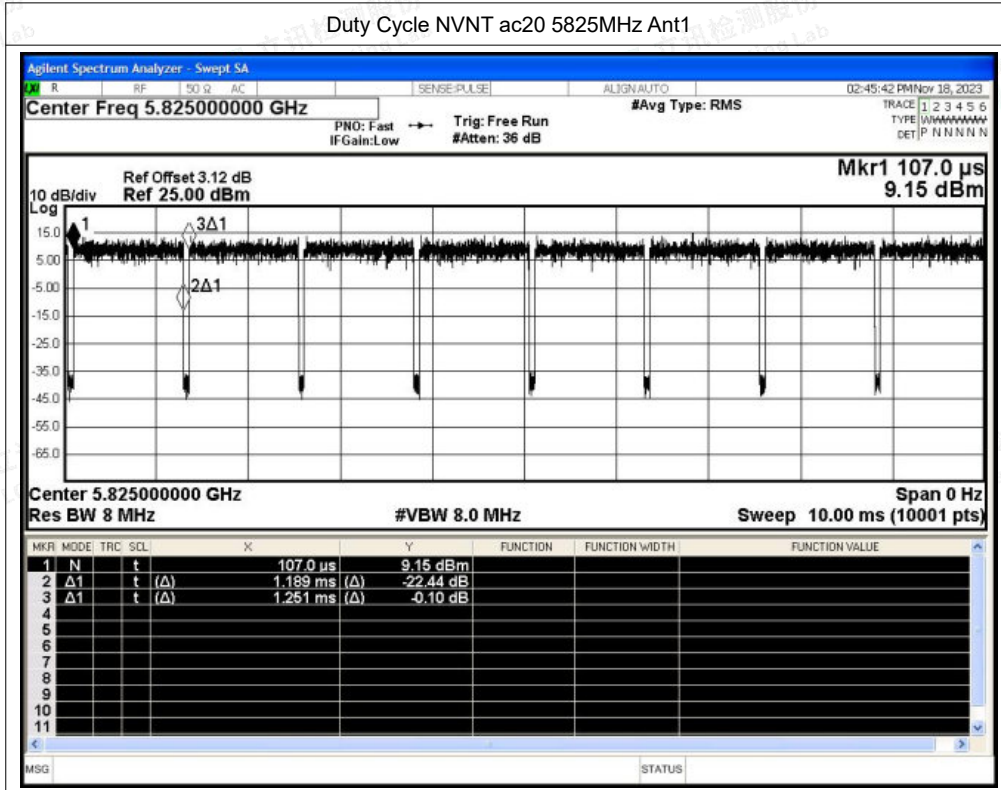 Duty Cycle NVNT ac20 5825MHz Ant1
Agilent Spectrum Analyzer - Swept SA
LXI R RF 50 Ω AC SENSE:PULSE ALIGN AUTO 02:45:42 PM Nov 18, 2023
Center Freq 5.825000000 GHz #Avg Type: RMS TRACE 1 2 3 4 5 6
PNO: Fast Trig: Free Run TYPE WWWWWW
IFGain:Low #Atten: 36 dB DET P N N N N N
Mkr1 107.0 µs
Ref Offset 3.12 dB
10 dB/div Ref 25.00 dBm 9.15 dBm
Log
15.0
1
3Δ1
5.00
2Δ1
-5.00
-15.0
-25.0
-35.0
-45.0
-55.0
-65.0
Center 5.825000000 GHz Span 0 Hz
Res BW 8 MHz #VBW 8.0 MHz Sweep 10.00 ms (10001 pts)
MKR MODE TRC SCL X Y FUNCTION FUNCTION WIDTH FUNCTION VALUE
1 N t 107.0 µs 9.15 dBm
2 Δ1 t (Δ) 1.189 ms (Δ) -22.44 dB
3 Δ1 t (Δ) 1.251 ms (Δ) -0.10 dB
4
5
6
7
8
9
10
11
MSG STATUS